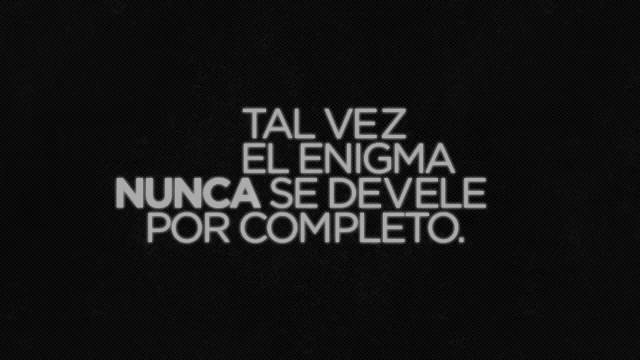 TAL VEZ
EL ENIGMA
NUNCA SE DEVELE
POR COMPLETO.